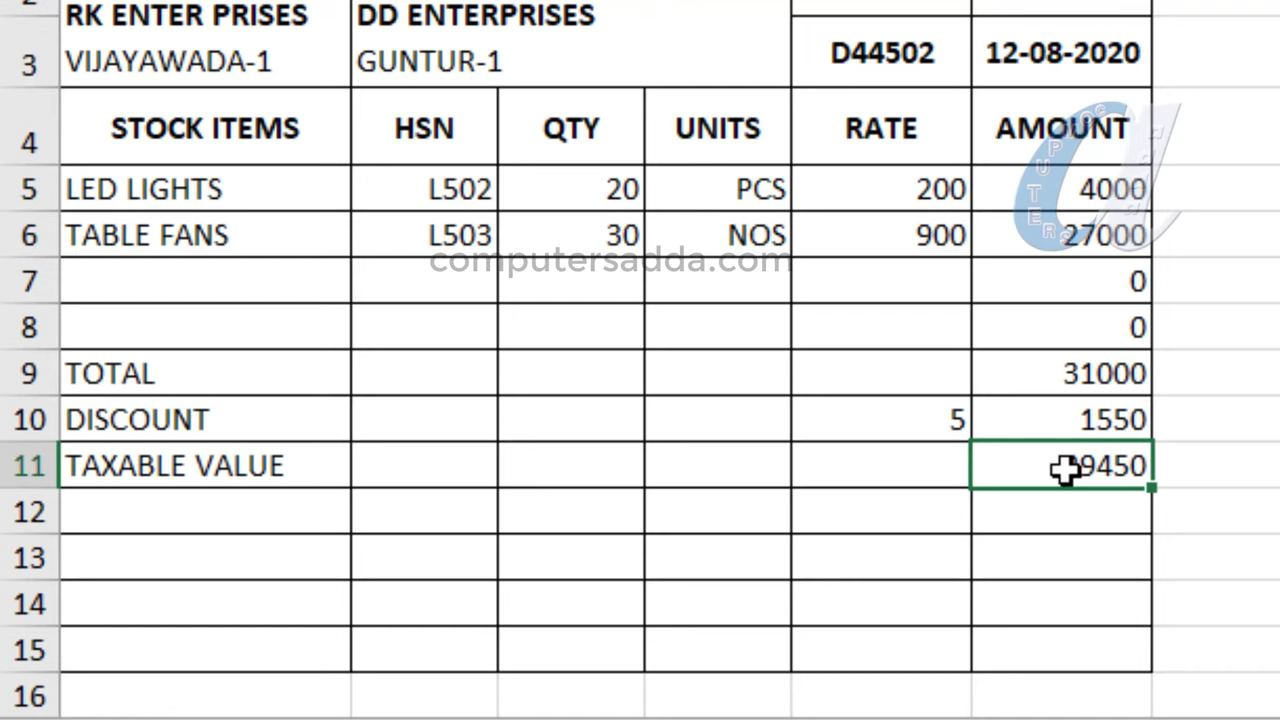 2
RK ENTER PRISES DD ENTERPRISES
3 VIJAYAWADA-1 GUNTUR-1 D44502 12-08-2020
4 STOCK ITEMS HSN QTY UNITS RATE AMOUNT
5 LED LIGHTS L502 20 PCS 200 4000
6 TABLE FANS L503 30 NOS 900 27000
computersadda.com
7 0
8 0
9 TOTAL 31000
10 DISCOUNT 5 1550
11 TAXABLE VALUE 9450
12
13
14
15
16